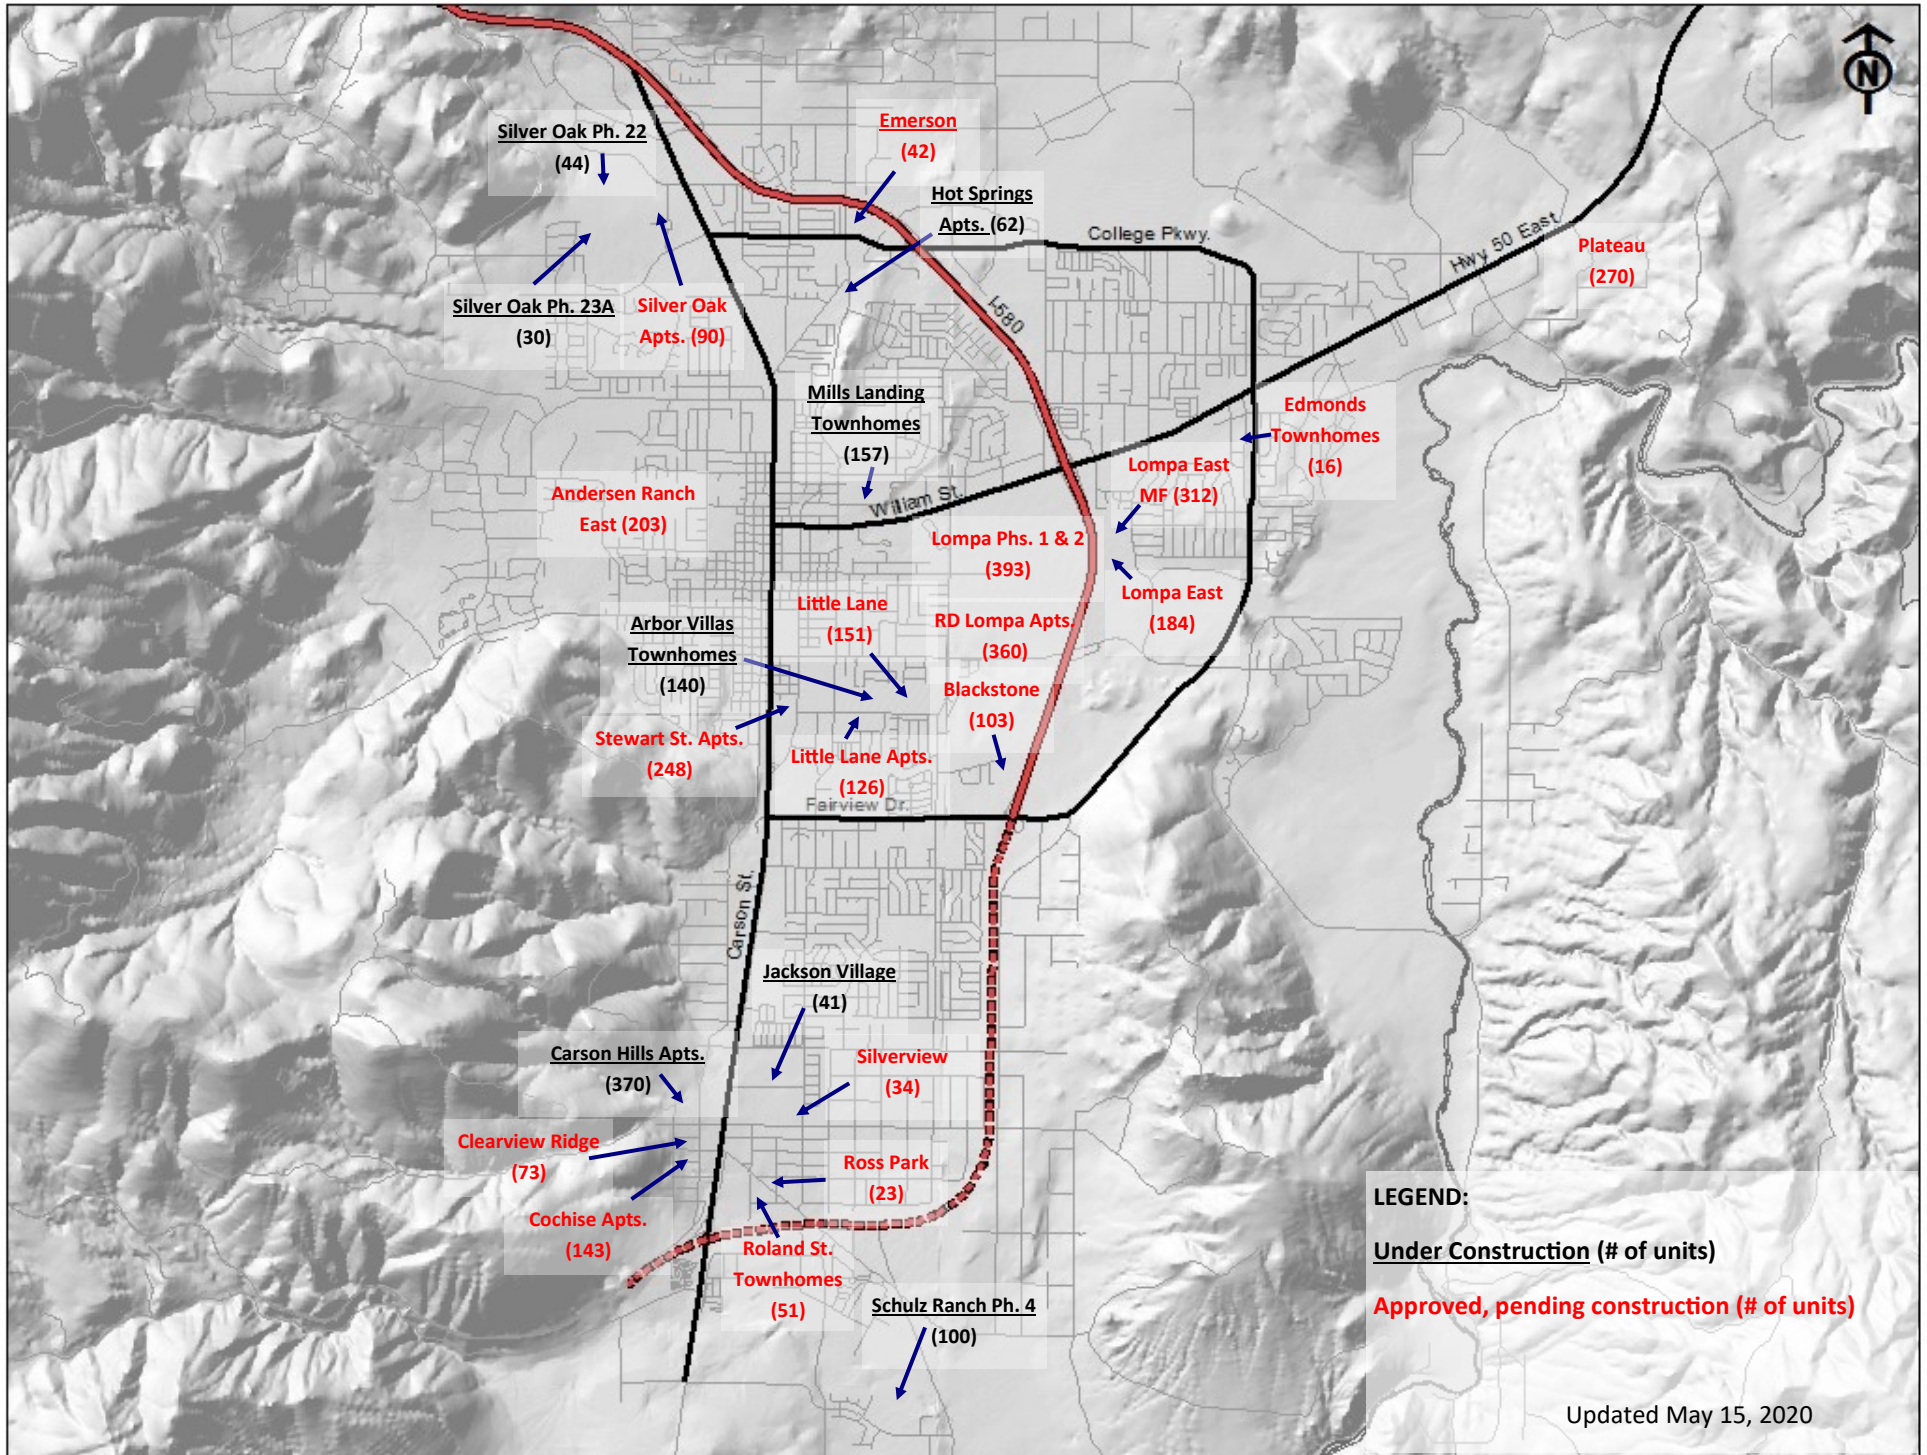 N
Silver Oak Ph. 22
(44)
Emerson
(42)
Hot Springs
Apts. (62)
College Pkwy.
Hwy 50 East
Plateau
(270)
Silver Oak Ph. 23A
(30)
Silver Oak
Apts. (90)
I-580
Mills Landing
Townhomes
(157)
Edmonds
Townhomes
(16)
Andersen Ranch
East (203)
William St.
Lompa East
MF (312)
Lompa Phs. 1 & 2
(393)
Lompa East
(184)
Little Lane
(151)
RD Lompa Apts.
(360)
Arbor Villas
Townhomes
(140)
Blackstone
(103)
Stewart St. Apts.
(248)
Little Lane Apts.
(126)
Fairview Dr.
Carson St.
Jackson Village
(41)
Carson Hills Apts.
(370)
Silverview
(34)
Clearview Ridge
(73)
Ross Park
(23)
Cochise Apts.
(143)
Roland St.
Townhomes
(51)
Schulz Ranch Ph. 4
(100)
LEGEND:
Under Construction (# of units)
Approved, pending construction (# of units)
Updated May 15, 2020